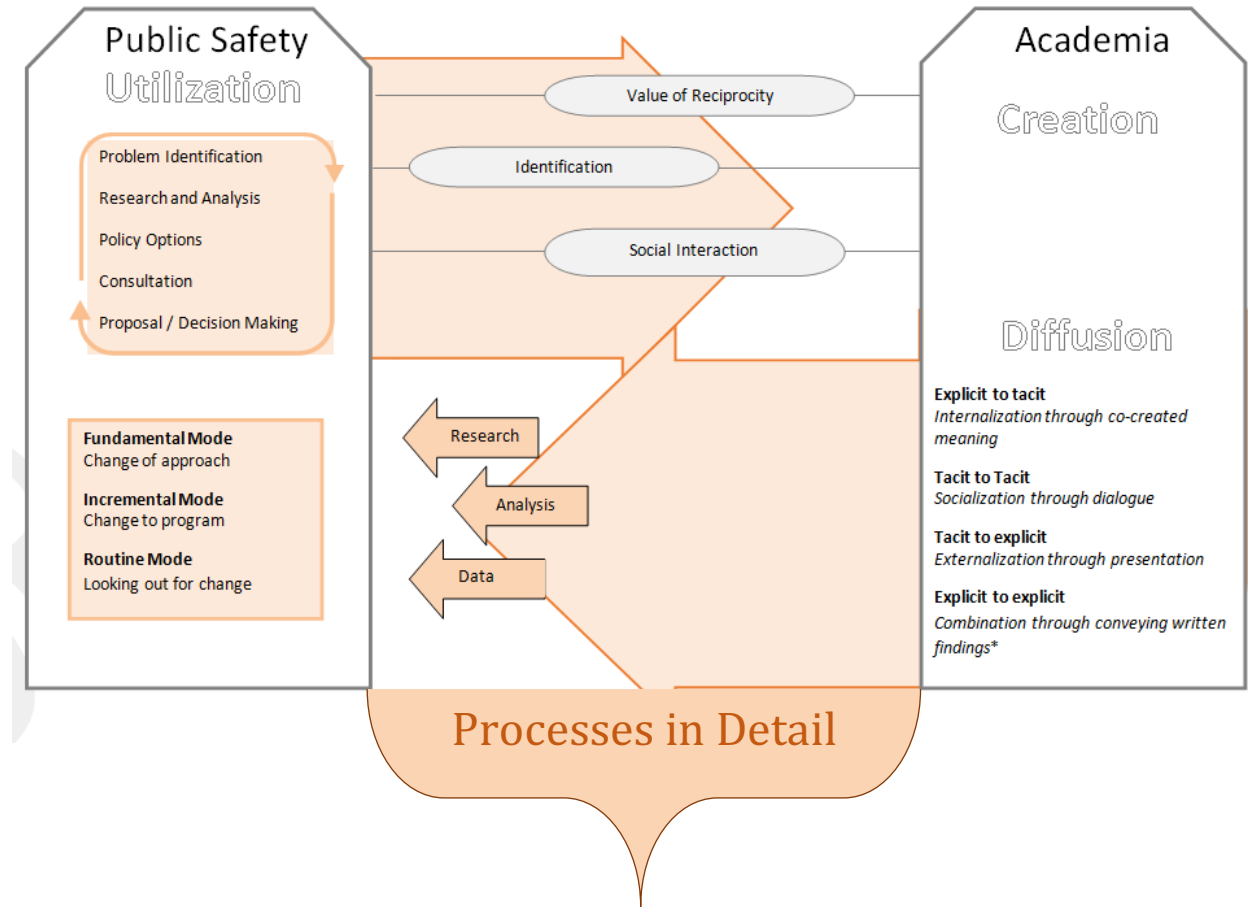 Public Safety
Utilization
Problem Identification
Research and Analysis
Policy Options
Consultation
Proposal / Decision Making
Fundamental Mode
Change of approach
Incremental Mode
Change to program
Routine Mode
Looking out for change
Value of Reciprocity
Identification
Social Interaction
Research
Analysis
Data
Academia
Creation
Diffusion
Explicit to tacit
Internalization through co-created
meaning
Tacit to Tacit
Socialization through dialogue
Tacit to explicit
Externalization through presentation
Explicit to explicit
Combination through conveying written
findings*
Processes in Detail